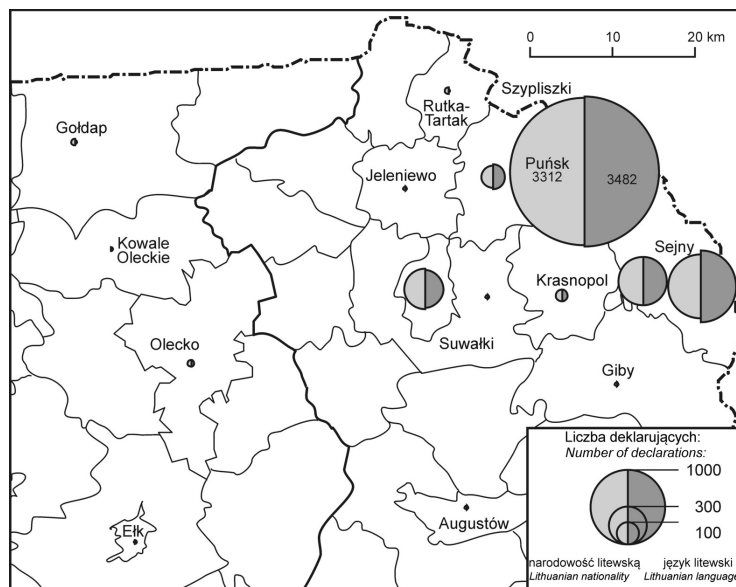 0
10
20 km
Szypliszki
Rutka-
Tartak
Gołdap
Puńsk
3312
3482
Jeleniewo
Kowale
Oleckie
Sejny
Krasnopol
Olecko
Suwałki
Giby
Ełk
Augustów
Liczba deklarujących:
Number of declarations:
1000
300
100
narodowość litewską
Lithuanian nationality
język litewski
Lithuanian language